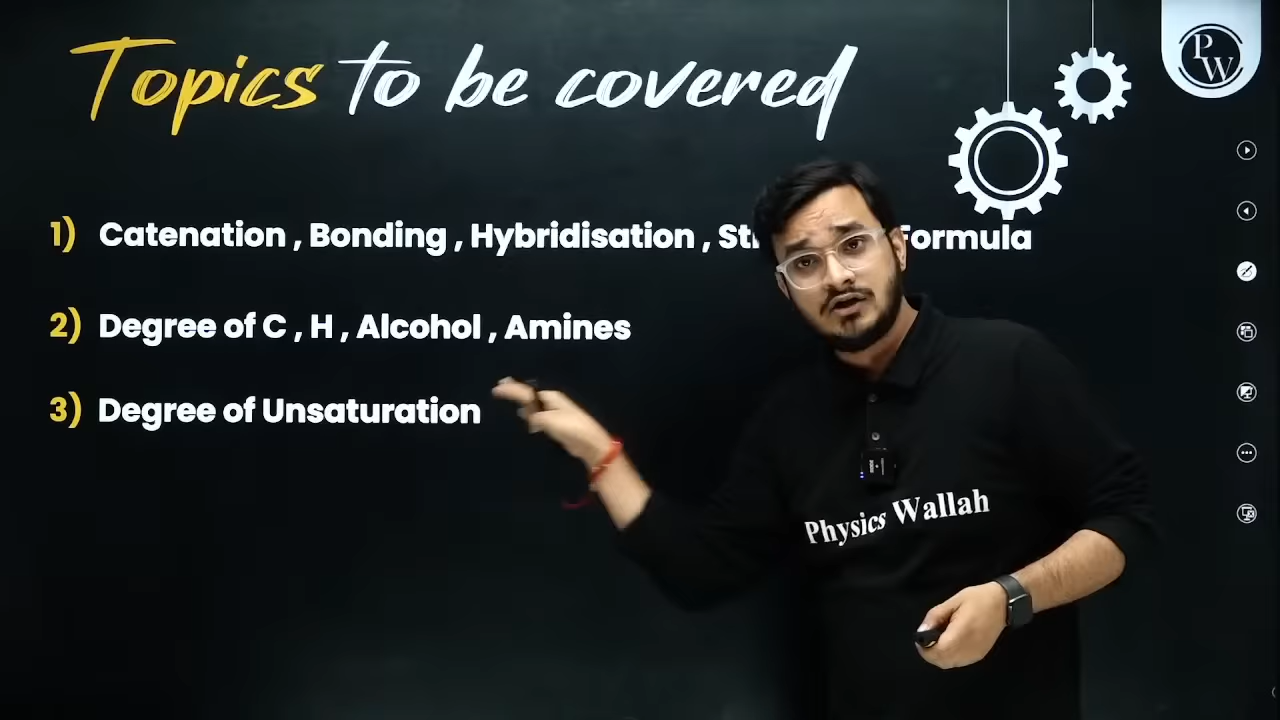 Topics to be covered
PW
1) Catenation , Bonding , Hybridisation , Formula
2) Degree of C , H , Alcohol , Amines
3) Degree of Unsaturation
Physics Wallah